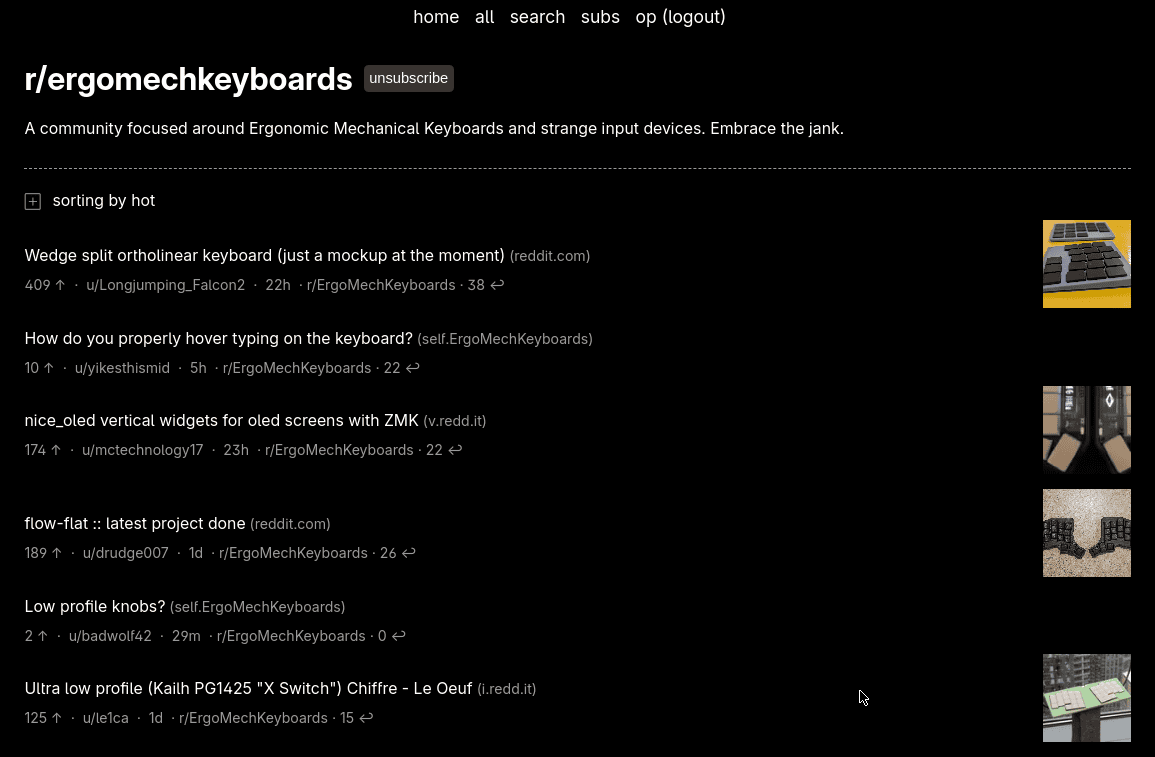 home all search subs op (logout)
r/ergomechkeyboards unsubscribe
A community focused around Ergonomic Mechanical Keyboards and strange input devices. Embrace the jank.
sorting by hot
Wedge split ortholinear keyboard (just a mockup at the moment) (reddit.com)
409 ↑ · u/Longjumping_Falcon2 · 22h · r/ErgoMechKeyboards · 38 ↩
How do you properly hover typing on the keyboard? (self.ErgoMechKeyboards)
10 ↑ · u/yikesthismid · 5h · r/ErgoMechKeyboards · 22 ↩
nice_oled vertical widgets for oled screens with ZMK (v.redd.it)
174 ↑ · u/mctechnology17 · 23h · r/ErgoMechKeyboards · 22 ↩
flow-flat :: latest project done (reddit.com)
189 ↑ · u/drudge007 · 1d · r/ErgoMechKeyboards · 26 ↩
Low profile knobs? (self.ErgoMechKeyboards)
2 ↑ · u/badwolf42 · 29m · r/ErgoMechKeyboards · 0 ↩
Ultra low profile (Kailh PG1425 "X Switch") Chiffre - Le Oeuf (i.redd.it)
125 ↑ · u/le1ca · 1d · r/ErgoMechKeyboards · 15 ↩